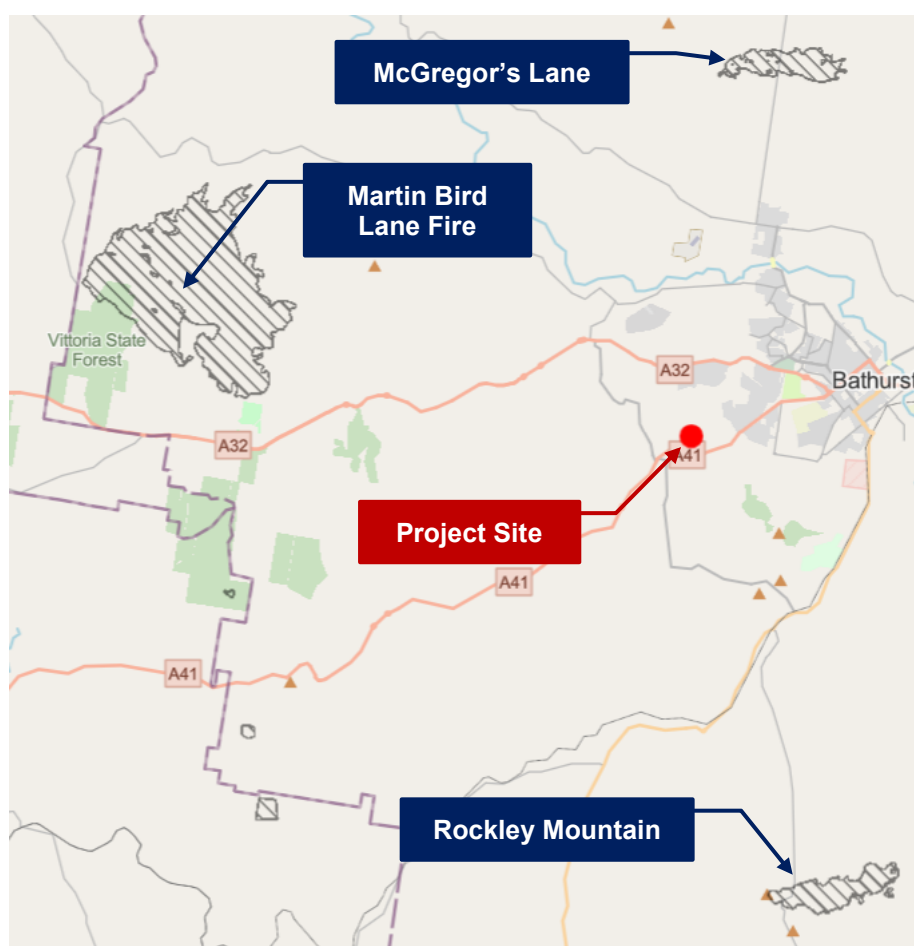 McGregor's Lane
Martin Bird
Lane Fire
Vittoria State
Forest
A32
Bathurst
A32
A41
Project Site
A41
A41
Rockley Mountain